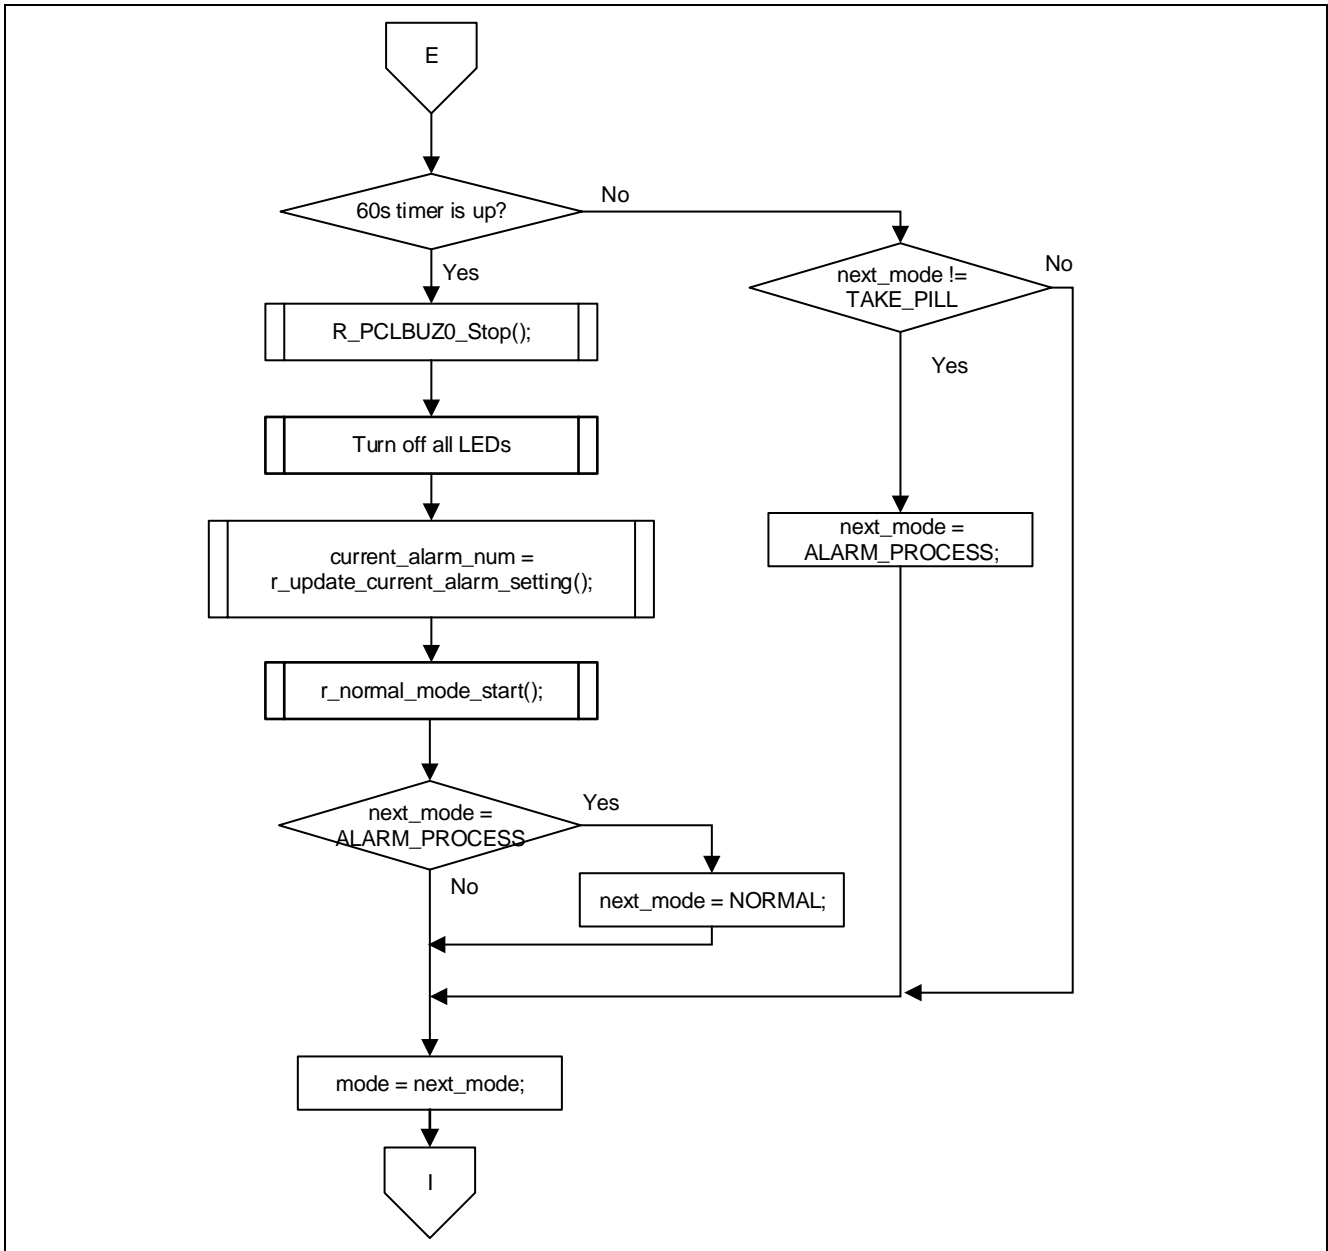 E
60s timer is up?
No
Yes
next_mode !=
TAKE_PILL
No
Yes
R_PCLBUZ0_Stop();
Turn off all LEDs
current_alarm_num =
r_update_current_alarm_setting();
next_mode =
ALARM_PROCESS;
r_normal_mode_start();
next_mode =
ALARM_PROCESS
Yes
No
next_mode = NORMAL;
mode = next_mode;
I